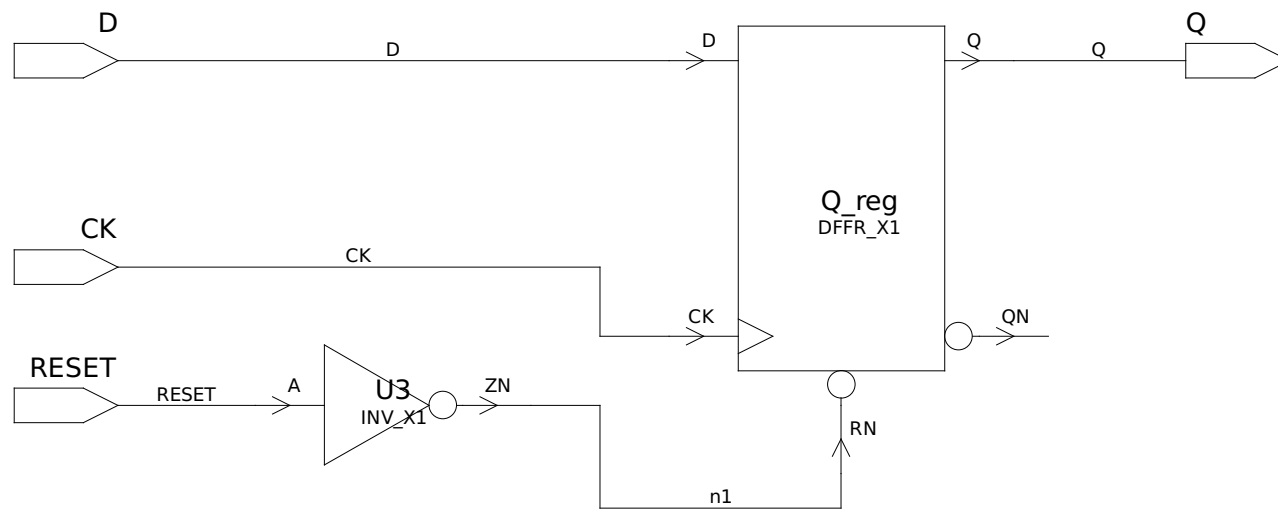 D
Q
D
D
Q
Q
Q_reg
DFFR_X1
CK
CK
CK
QN
RESET
RESET
A
U3
INV_X1
ZN
RN
n1